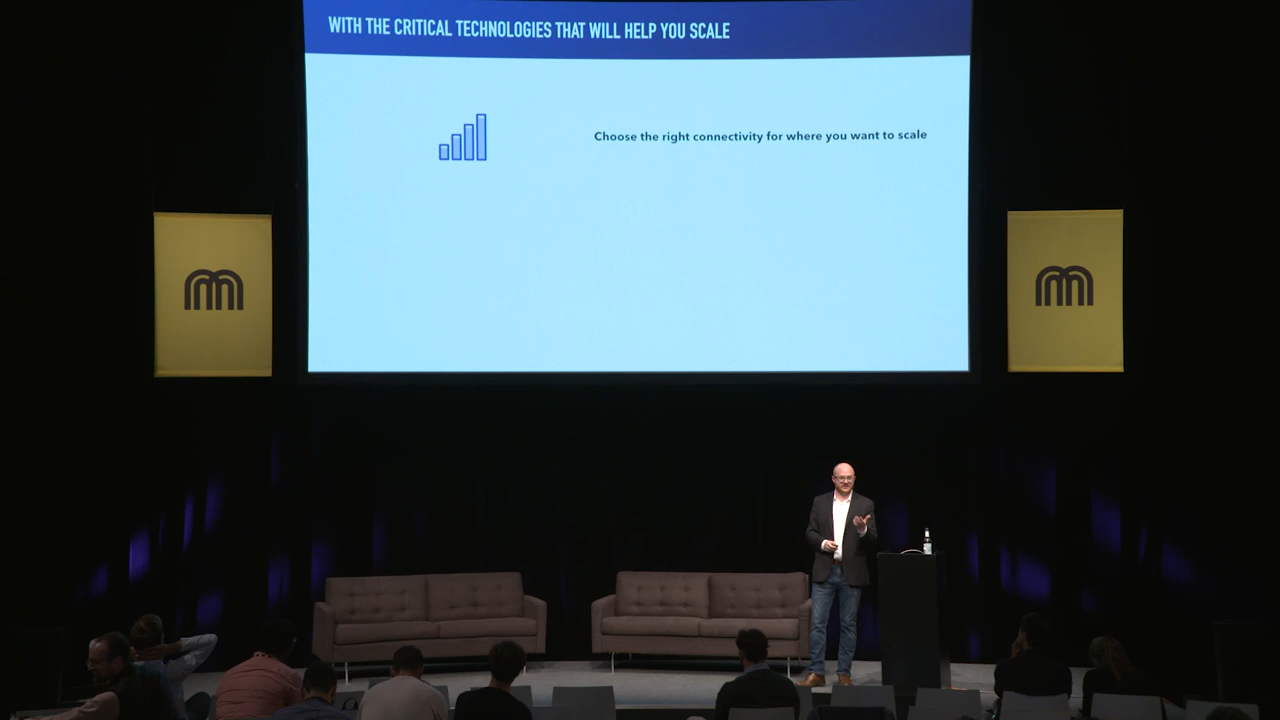 WITH THE CRITICAL TECHNOLOGIES THAT WILL HELP YOU SCALE
Choose the right connectivity for where you want to scale